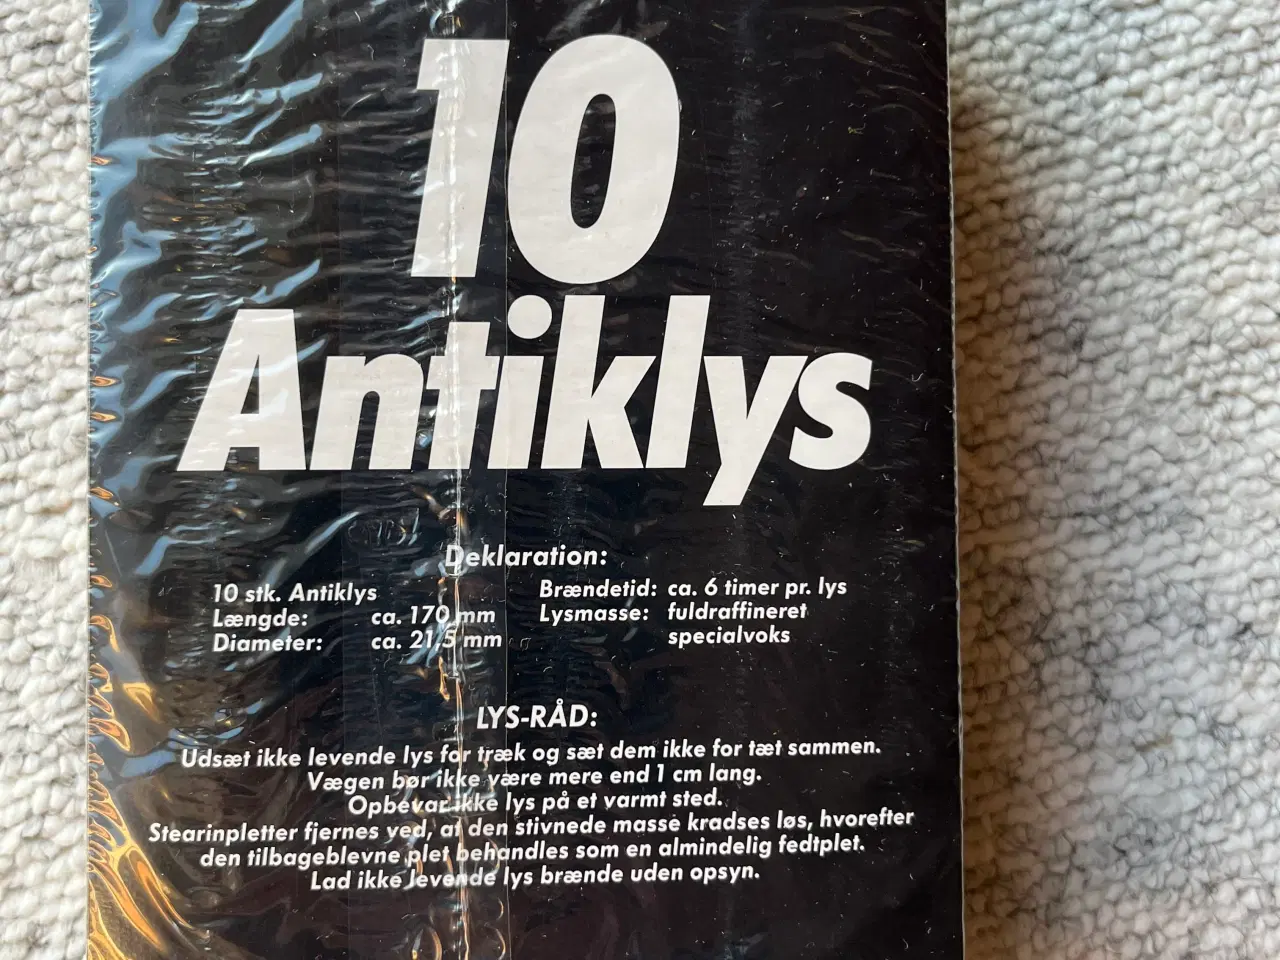 10
Antiklys
Deklaration:
10 stk. Antiklys
Længde: ca. 170 mm
Diameter: ca. 21,5 mm
Brændetid: ca. 6 timer pr. lys
Lysmasse: fuldraffineret
specialvoks
LYS-RÅD:
Udsæt ikke levende lys for træk og sæt dem ikke for tæt sammen.
Vægen bør ikke være mere end 1 cm lang.
Opbevar ikke lys på et varmt sted.
Stearinpletter fjernes ved, at den stivnede masse kradses løs, hvorefter
den tilbageblevne plet behandles som en almindelig fedtplet.
Lad ikke levende lys brænde uden opsyn.